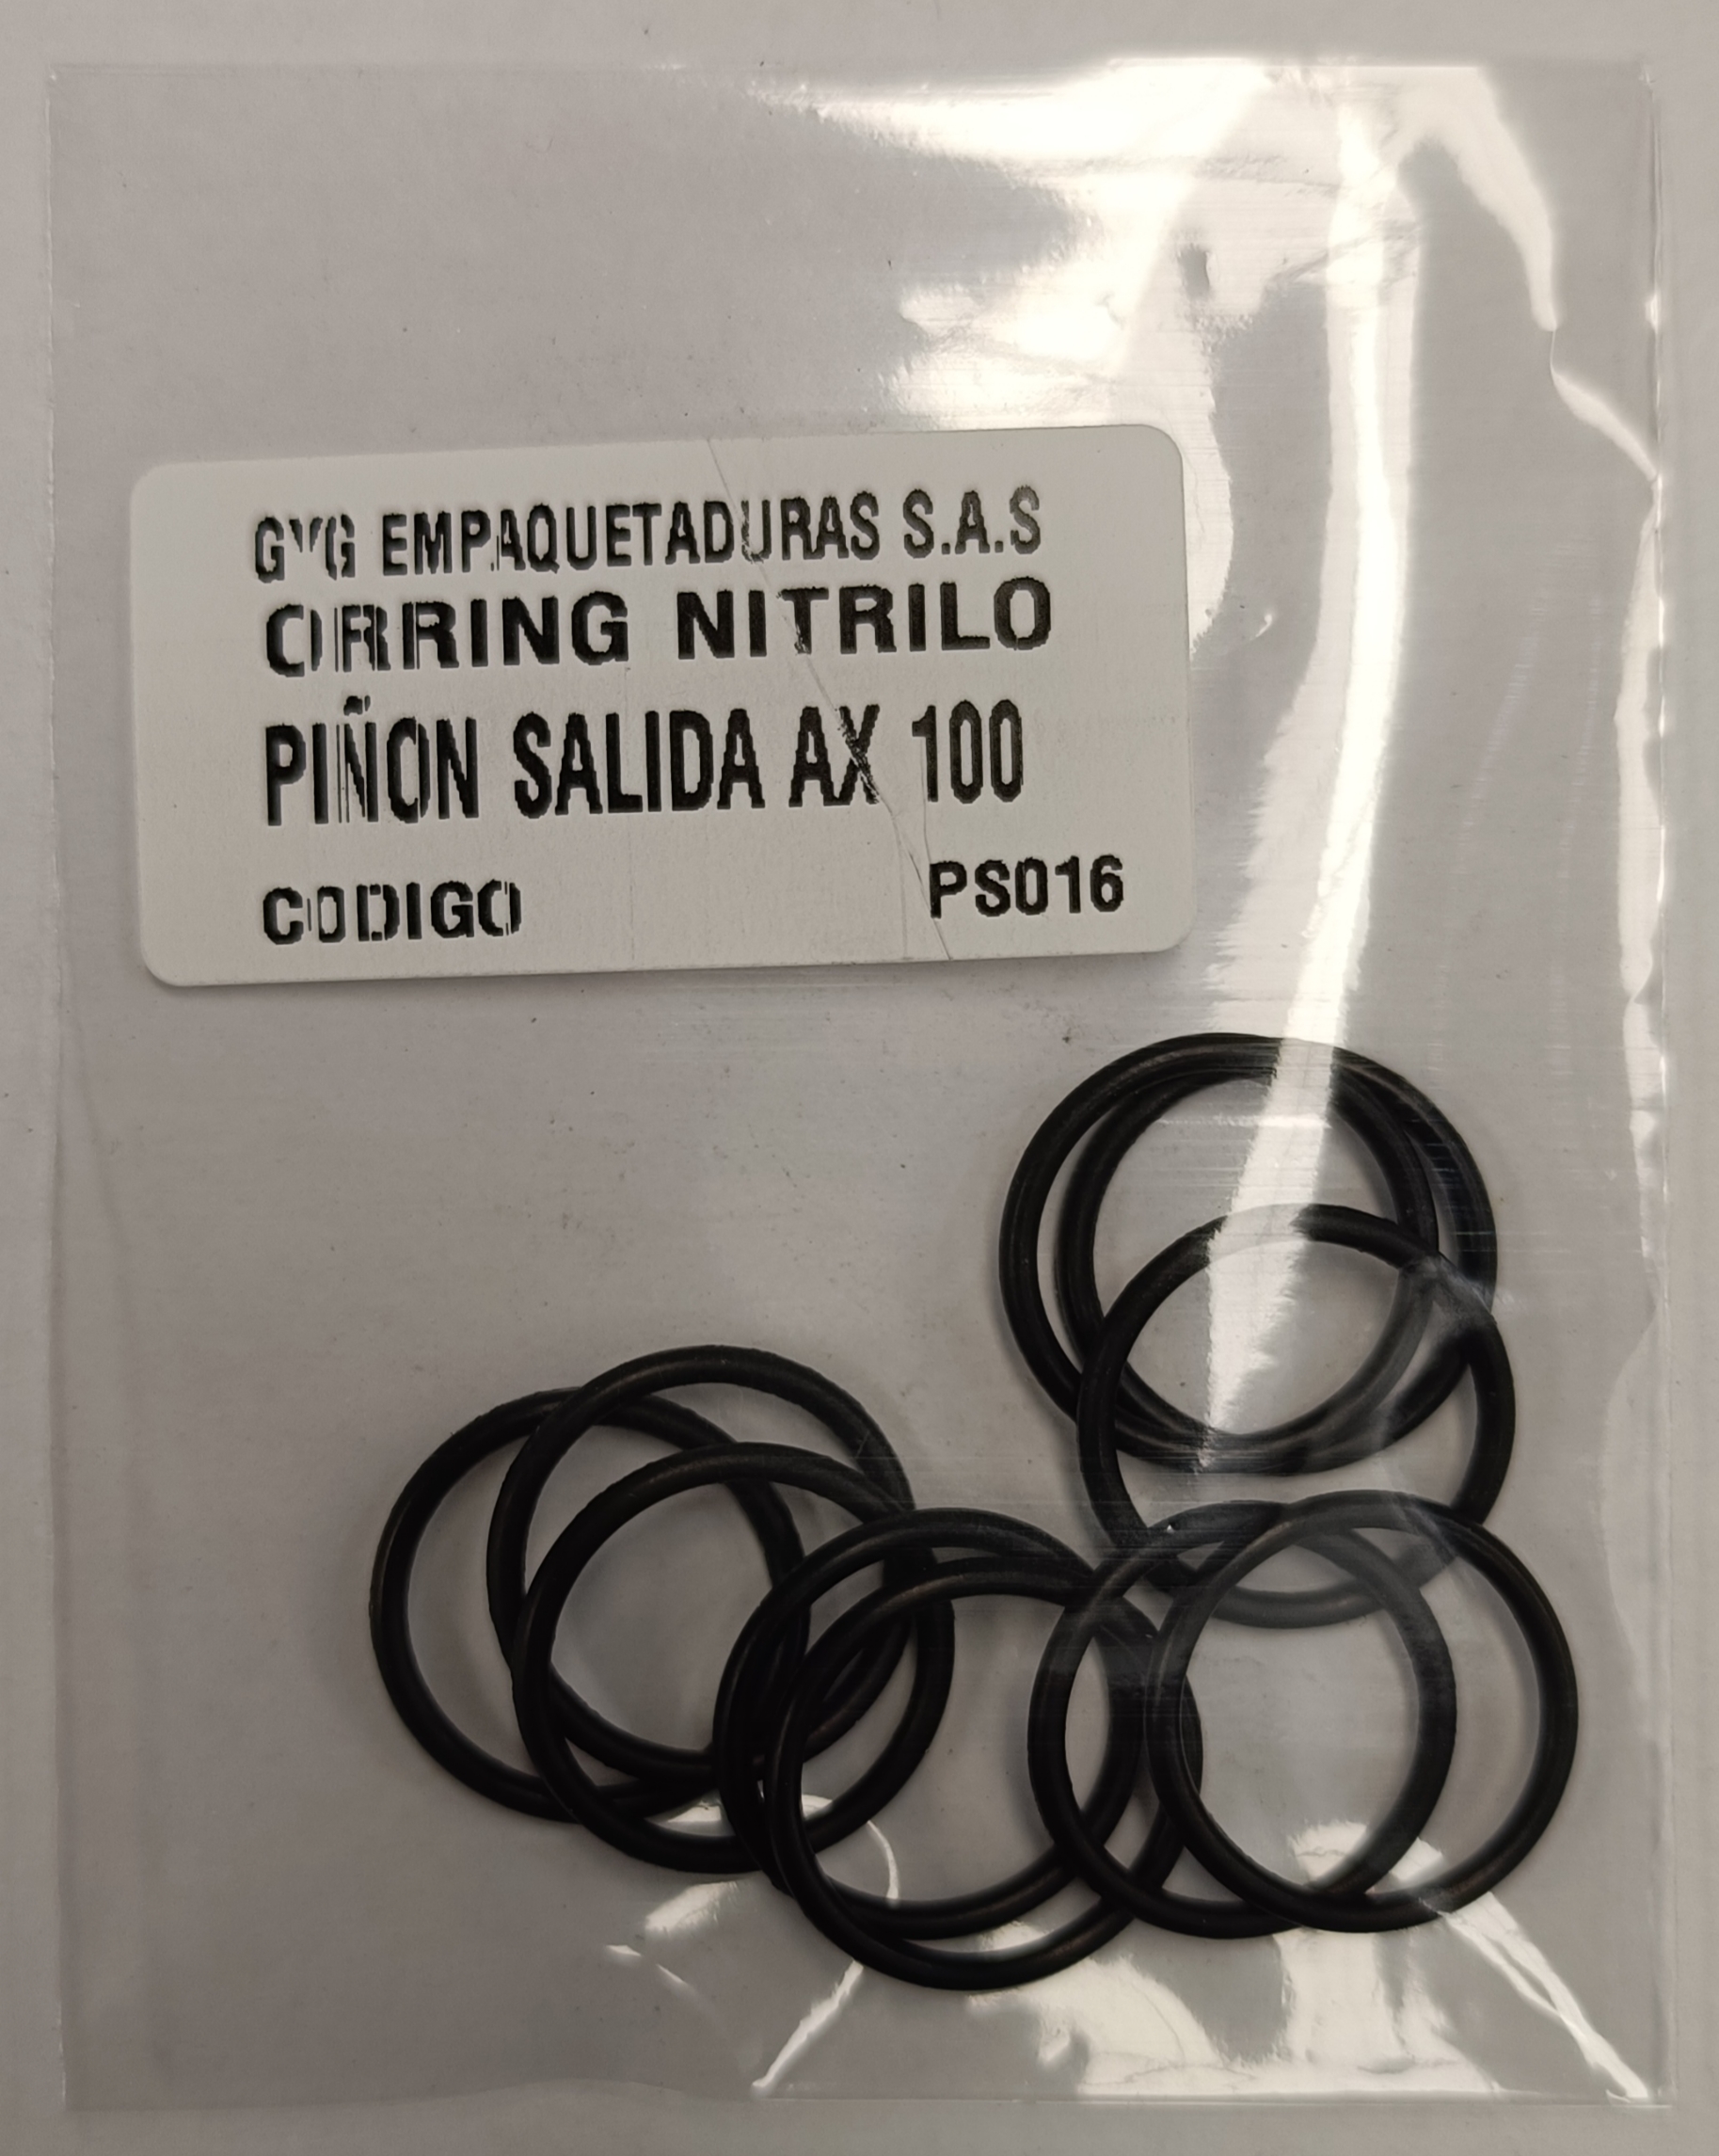 GYG EMPAQUETADURAS S.A.S
ORRING NITRILO
PIÑON SALIDA AX 100
CODIGO PS016